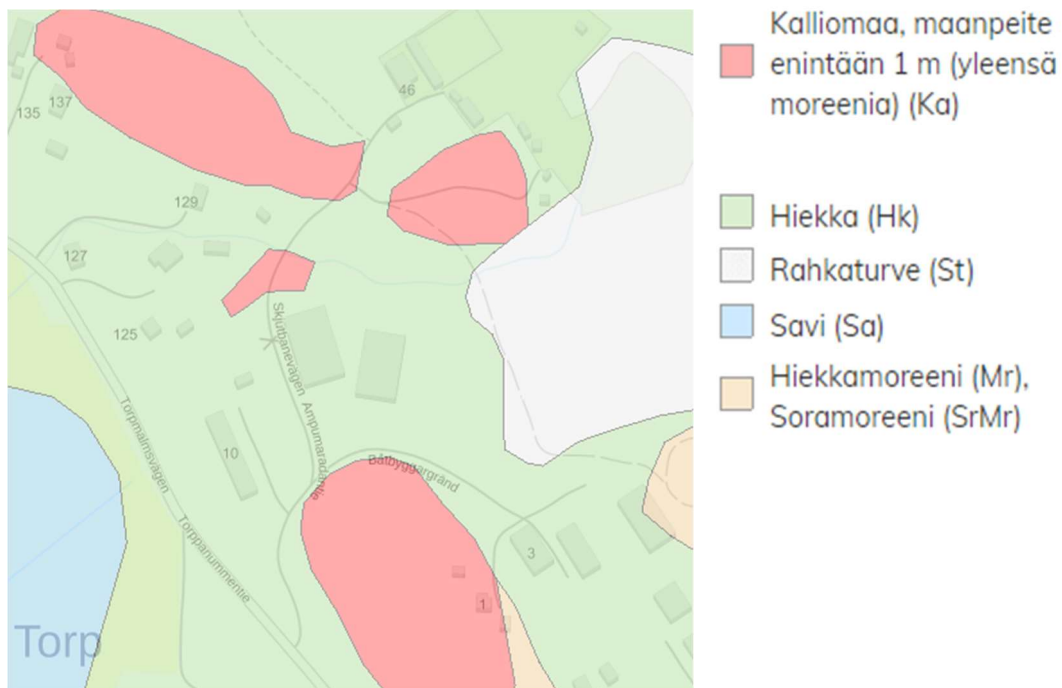 46
137
135
129
127
125
Skjutbanevägen Ampumaradantie
Torpmalmsvägen
Torppanummentie
10
Båtbyggargränd
3
1
Torp
Kalliomaa, maanpeite
enintään 1 m (yleensä
moreenia) (Ka)
Hiekka (Hk)
Rahkaturve (St)
Savi (Sa)
Hiekkamoreeni (Mr),
Soramoreeni (SrMr)